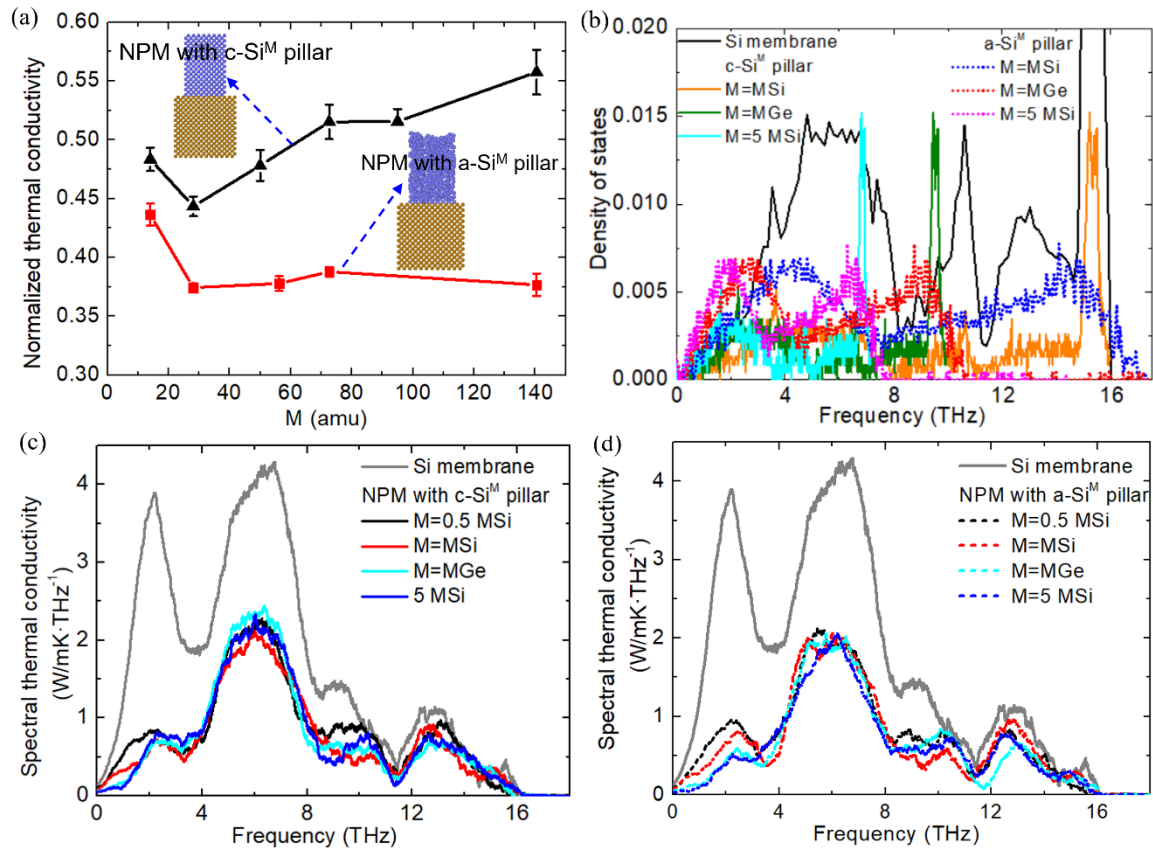 (a)
NPM with c-Si^M pillar
NPM with a-Si^M pillar
Normalized thermal conductivity
0.60
0.55
0.50
0.45
0.40
0.35
0.30
0 20 40 60 80 100 120 140
M (amu)
(b)
Si membrane
c-Si^M pillar
M=MSi
M=MGe
M=5 MSi
a-Si^M pillar
M=MSi
M=MGe
M=5 MSi
Density of states
0.020
0.015
0.010
0.005
0.000
0 4 8 12 16
Frequency (THz)
(c)
Si membrane
NPM with c-Si^M pillar
M=0.5 MSi
M=MSi
M=MGe
5 MSi
Spectral thermal conductivity
(W/mK·THz⁻¹)
4
3
2
1
0
0 4 8 12 16
Frequency (THz)
(d)
Si membrane
NPM with a-Si^M pillar
M=0.5 MSi
M=MSi
M=MGe
M=5 MSi
Spectral thermal conductivity
(W/mK·THz⁻¹)
4
3
2
1
0
0 4 8 12 16
Frequency (THz)